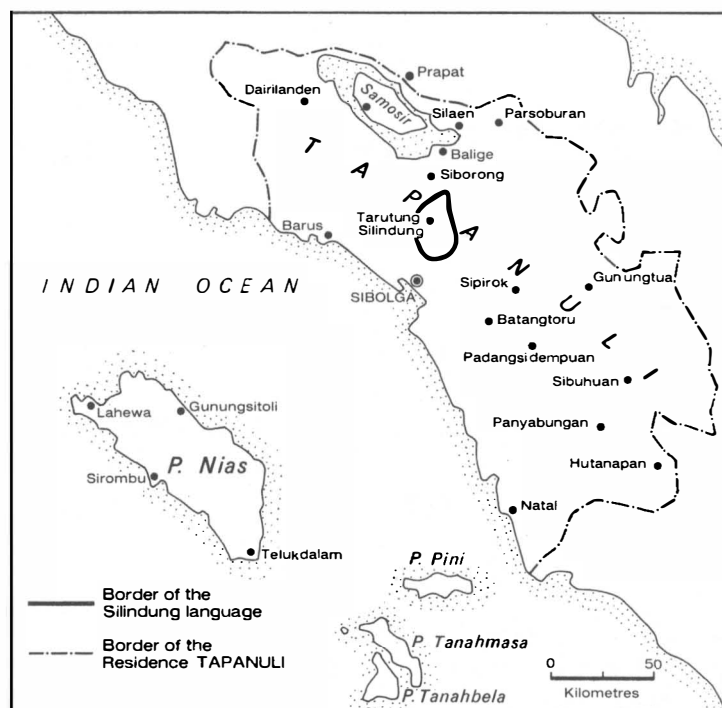 Prapat
Dairilanden
Samosir
Silaen
Parsoburan
Balige
Siborong
TAPANULI
Tarutung
Silindung
Barus
INDIAN OCEAN
SIBOLGA
Sipirok
Gunungtua
Batangtoru
Padangsidempuan
Sibuhuan
Lahewa
Gunungsitoli
Panyabungan
P. Nias
Sirombu
Hutanapan
Natal
Telukdalam
P. Pini
Border of the
Silindung language
P. Tanahmasa
Border of the
Residence TAPANULI
P. Tanahbela
0 50
Kilometres